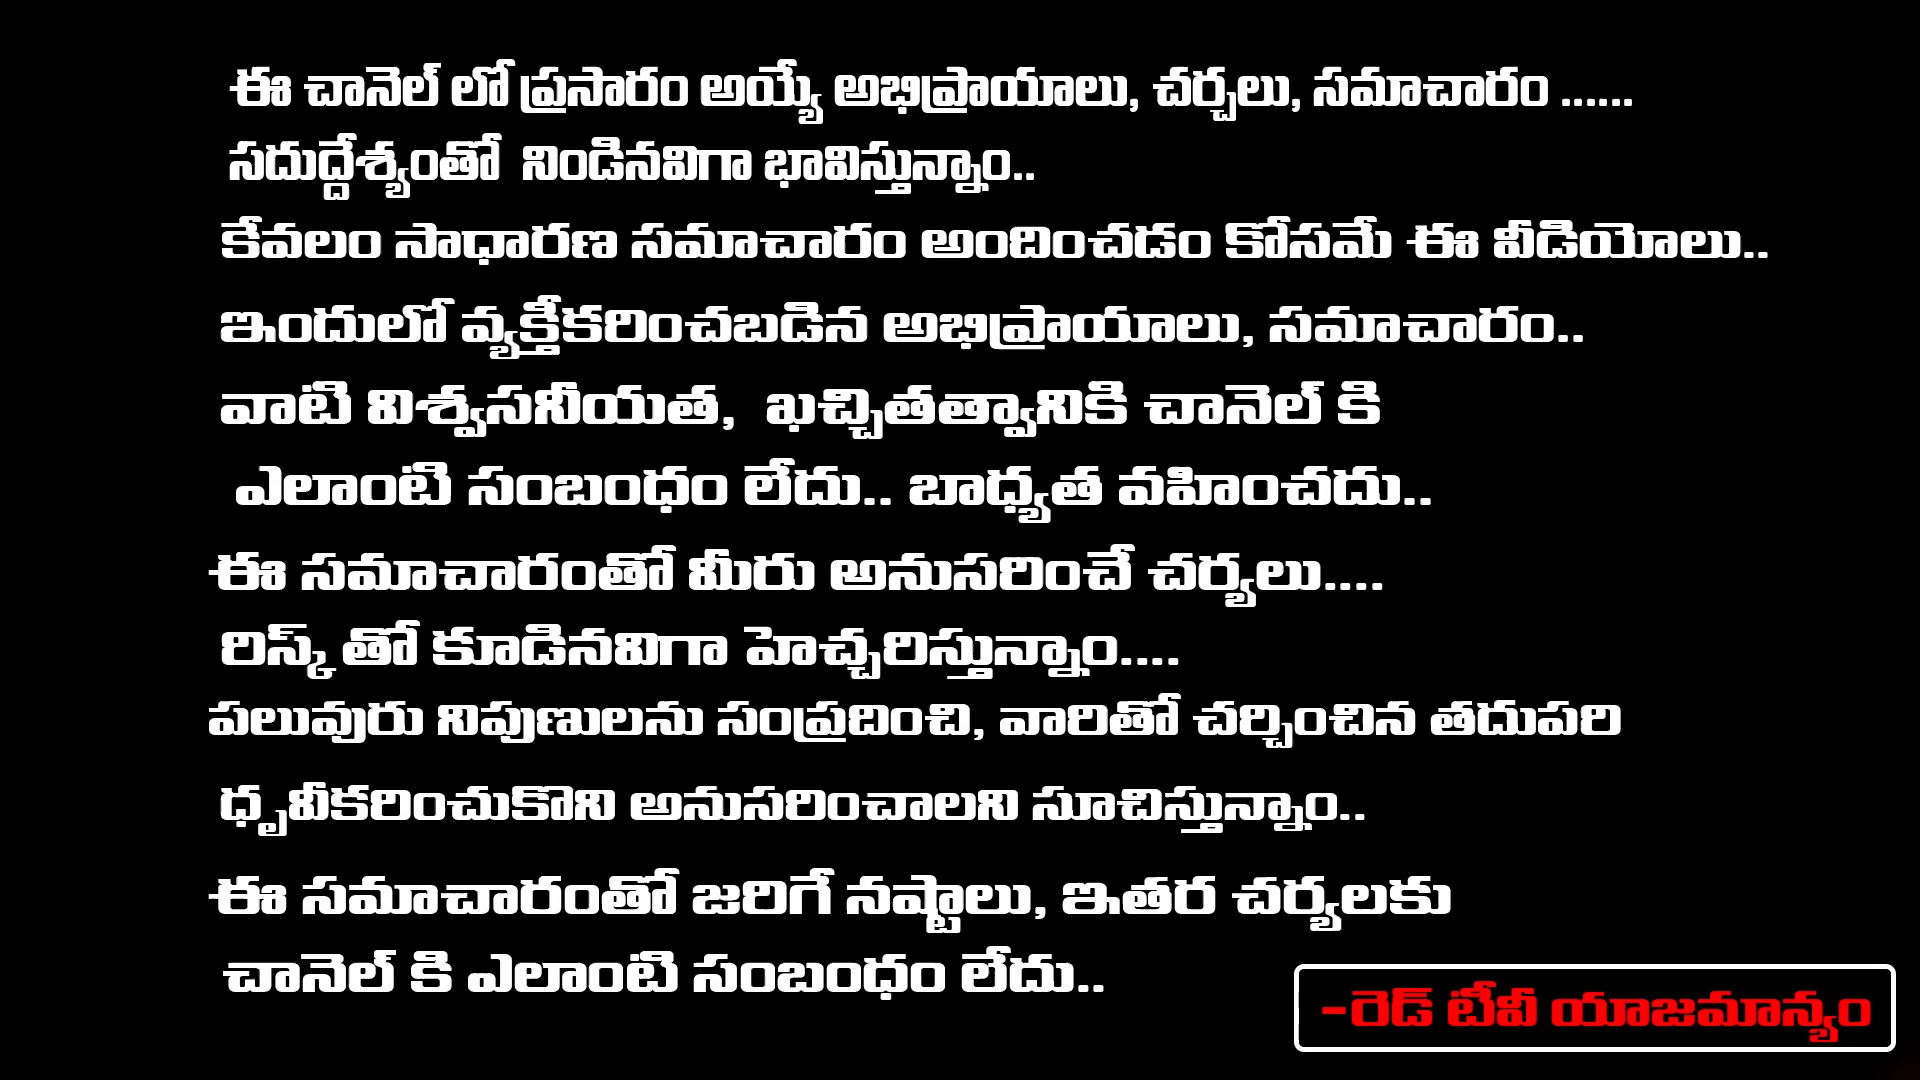 ఈ చానెల్ లో ప్రసారం అయ్యే అభిప్రాయాలు, చర్చలు, సమాచారం ......
సదుద్దేశ్యంతో నిండినవిగా భావిస్తున్నాం..
కేవలం సాధారణ సమాచారం అందించడం కోసమే ఈ వీడియోలు..
ఇందులో వ్యక్తీకరించబడిన అభిప్రాయాలు, సమాచారం..
వాటి విశ్వసనీయత, ఖచ్చితత్వానికి చానెల్ కి
ఎలాంటి సంబంధం లేదు.. బాధ్యత వహించదు..
ఈ సమాచారంతో మీరు అనుసరించే చర్యలు....
రిస్క్ తో కూడినవిగా హెచ్చరిస్తున్నాం....
పలువురు నిపుణులను సంప్రదించి, వారితో చర్చించిన తదుపరి
ధృవీకరించుకొని అనుసరించాలని సూచిస్తున్నాం..
ఈ సమాచారంతో జరిగే నష్టాలు, ఇతర చర్యలకు
చానెల్ కి ఎలాంటి సంబంధం లేదు..
-రెడ్ టీవీ యాజమాన్యం